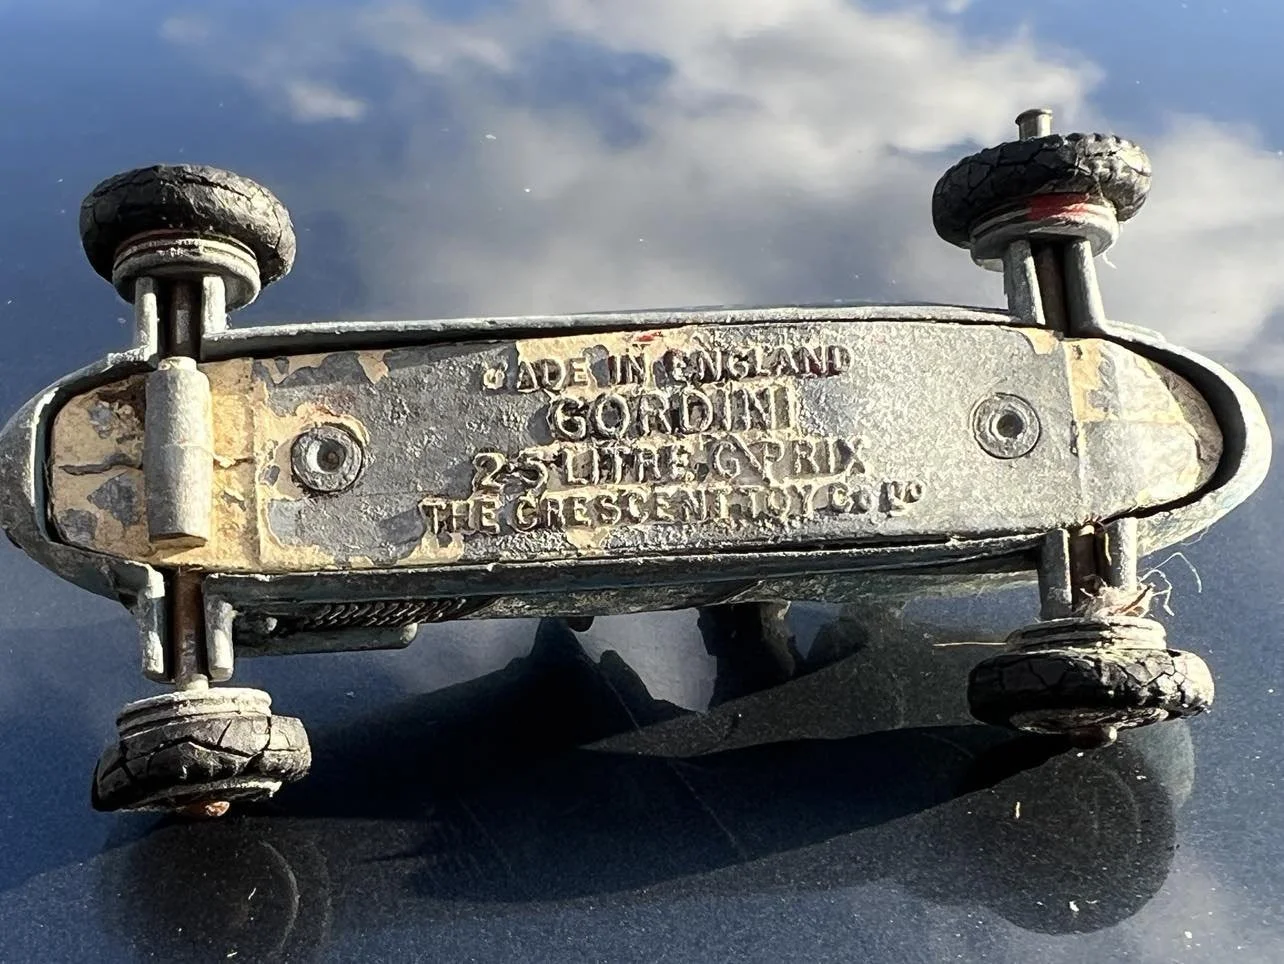 MADE IN ENGLAND
GORDINI
2·5 LITRE G·PRIX
THE CRESCENT TOY Co. LTD